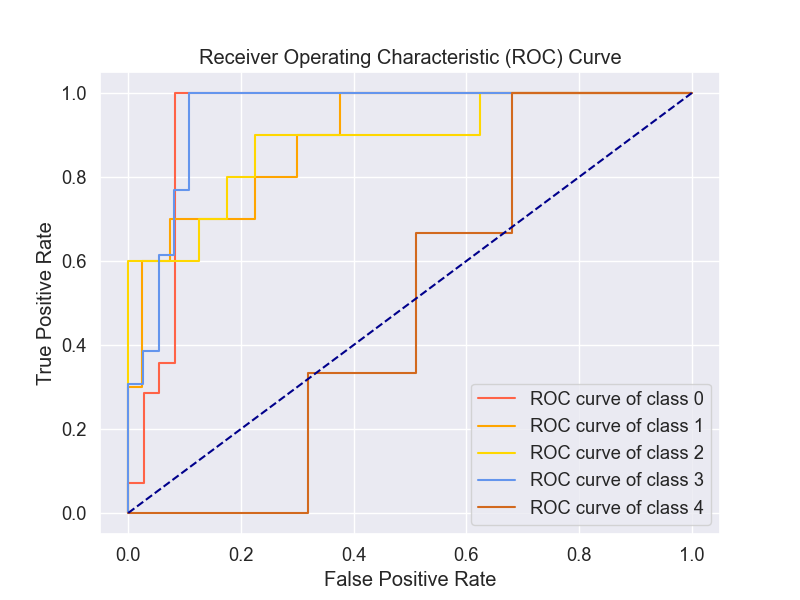 Receiver Operating Characteristic (ROC) Curve
1.0
0.8
0.6
0.4
0.2
0.0
True Positive Rate
ROC curve of class 0
ROC curve of class 1
ROC curve of class 2
ROC curve of class 3
ROC curve of class 4
0.0 0.2 0.4 0.6 0.8 1.0
False Positive Rate